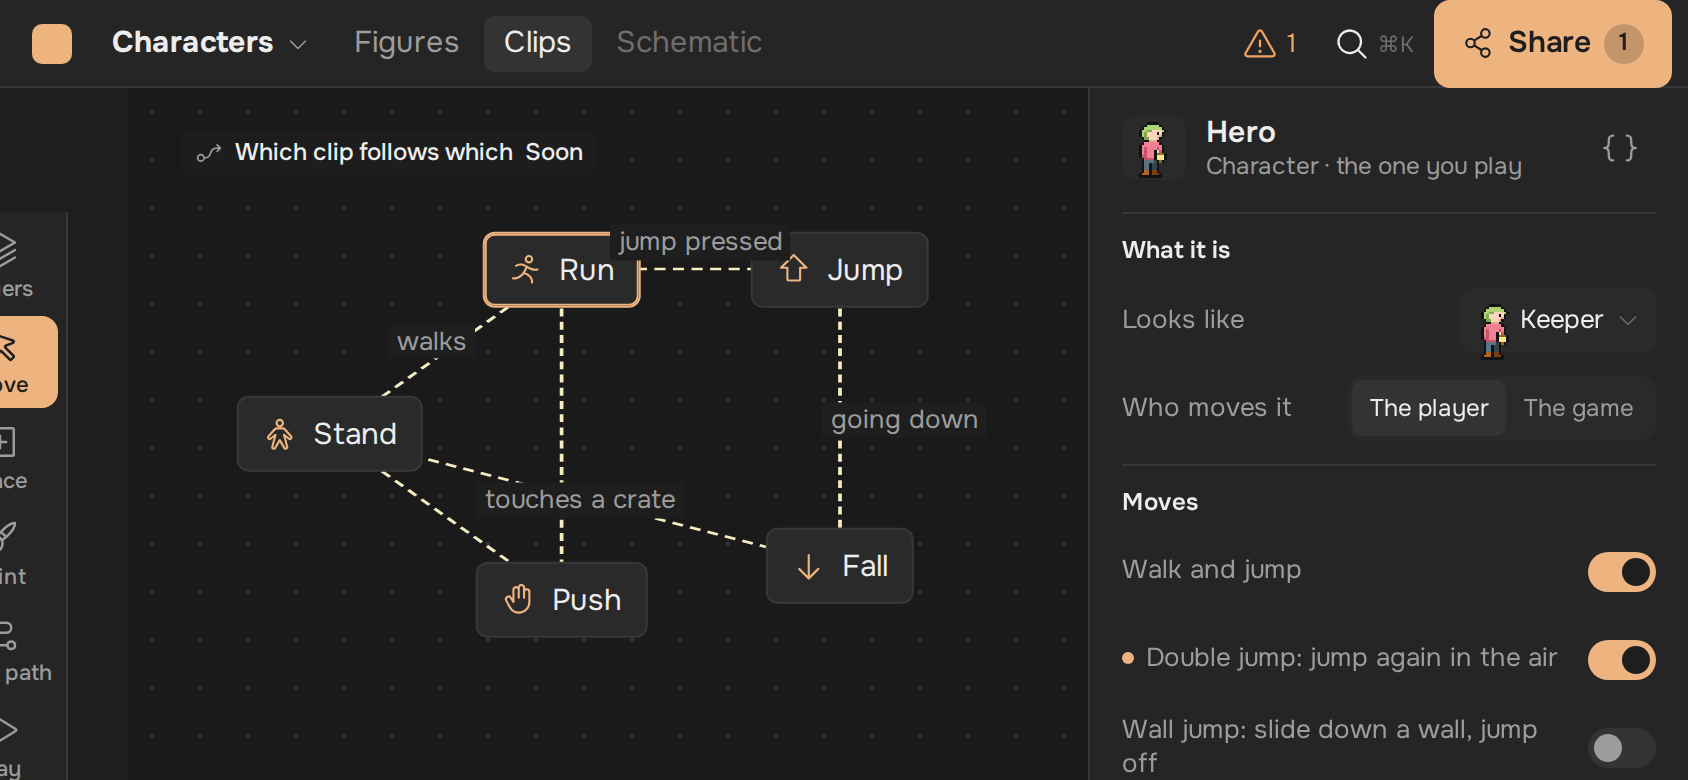 Characters Figures Clips Schematic 1 ⌘K Share 1
Which clip follows which Soon
jump pressed
Run
Jump
walks
Stand
going down
touches a crate
Fall
Push
ers
ove
ce
int
path
ay
Hero
Character · the one you play
{ }
What it is
Looks like Keeper
Who moves it The player The game
Moves
Walk and jump
Double jump: jump again in the air
Wall jump: slide down a wall, jump
off